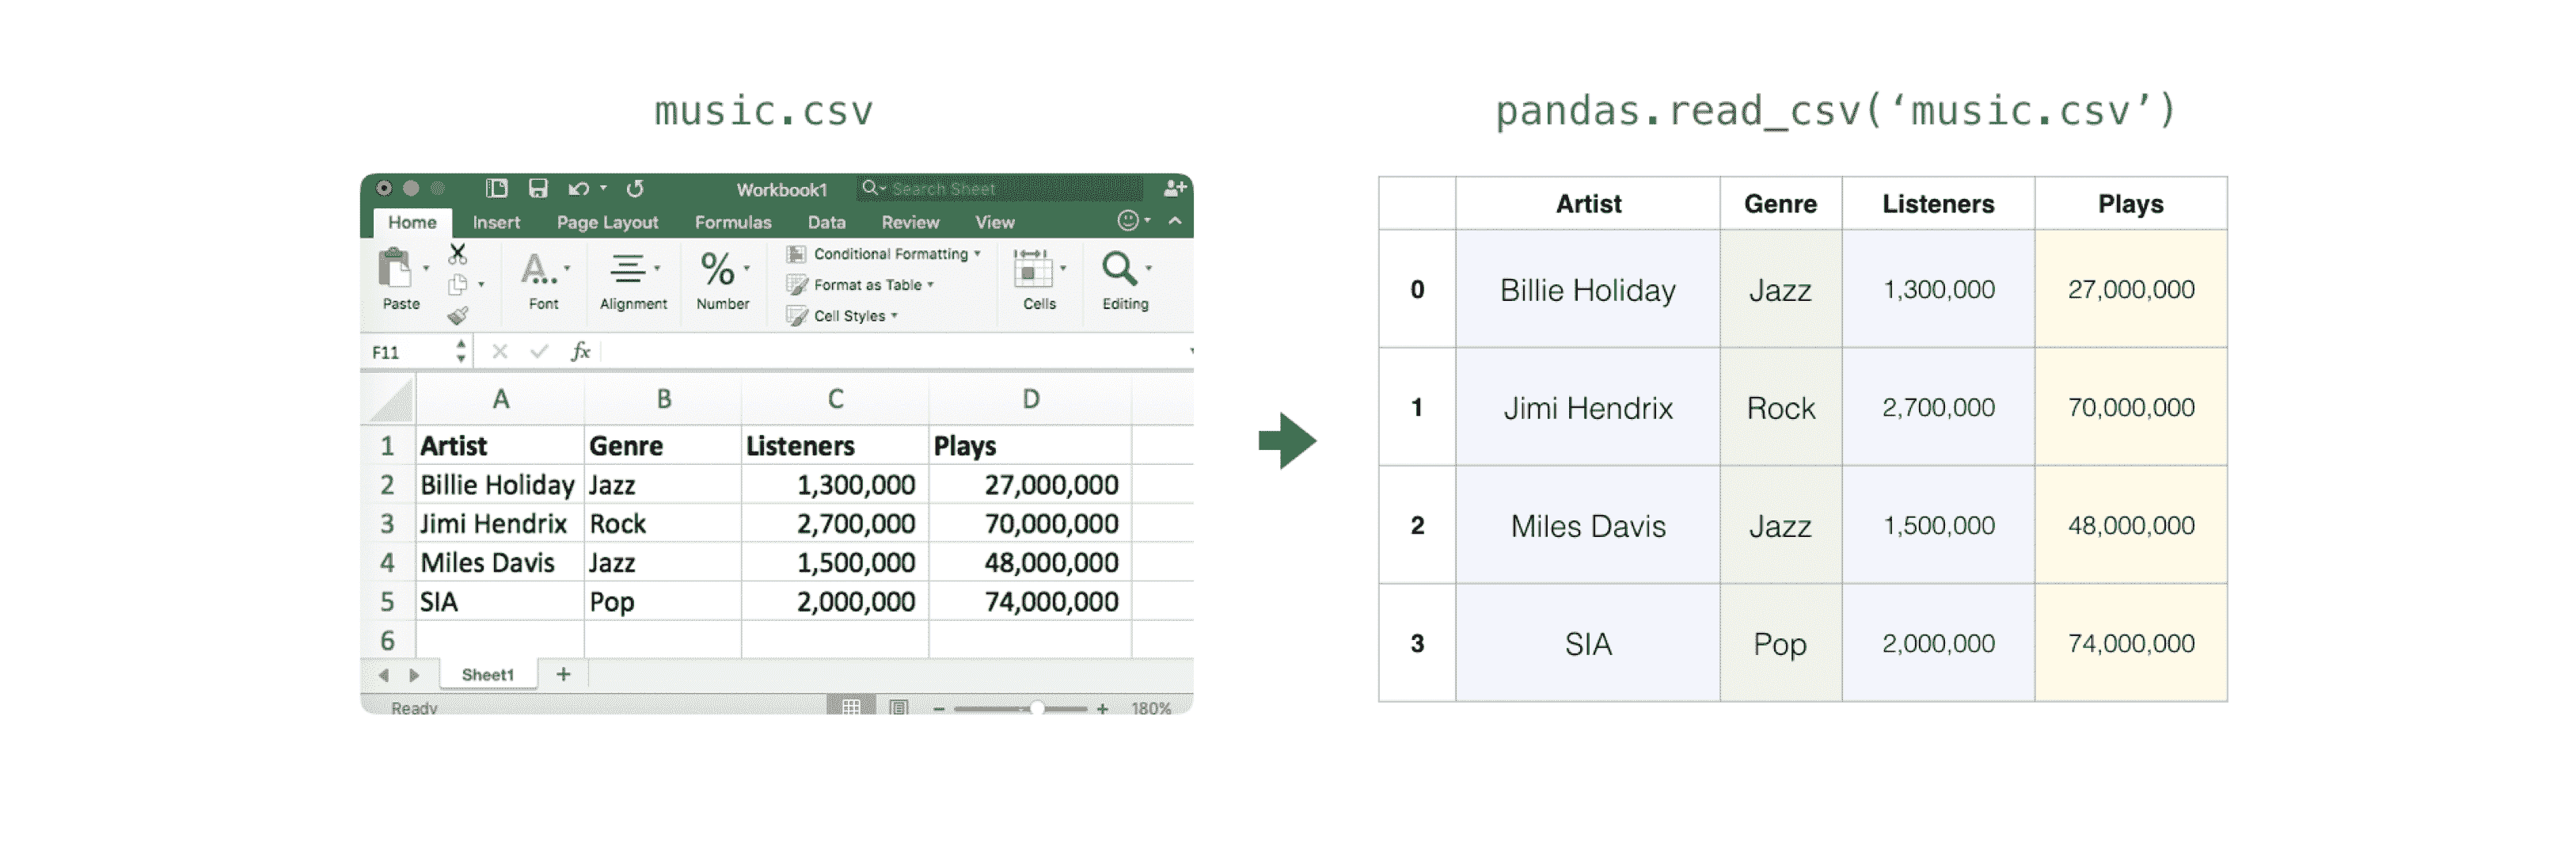 music.csv
Workbook1
Search Sheet
Home Insert Page Layout Formulas Data Review View
Paste
A...
Font
Alignment
%
Number
Conditional Formatting
Format as Table
Cell Styles
Cells
Editing
F11 fx
A B C D
1 Artist Genre Listeners Plays
2 Billie Holiday Jazz 1,300,000 27,000,000
3 Jimi Hendrix Rock 2,700,000 70,000,000
4 Miles Davis Jazz 1,500,000 48,000,000
5 SIA Pop 2,000,000 74,000,000
6
Sheet1 +
Ready − + 180%
pandas.read_csv(‘music.csv’)
Artist Genre Listeners Plays
0 Billie Holiday Jazz 1,300,000 27,000,000
1 Jimi Hendrix Rock 2,700,000 70,000,000
2 Miles Davis Jazz 1,500,000 48,000,000
3 SIA Pop 2,000,000 74,000,000